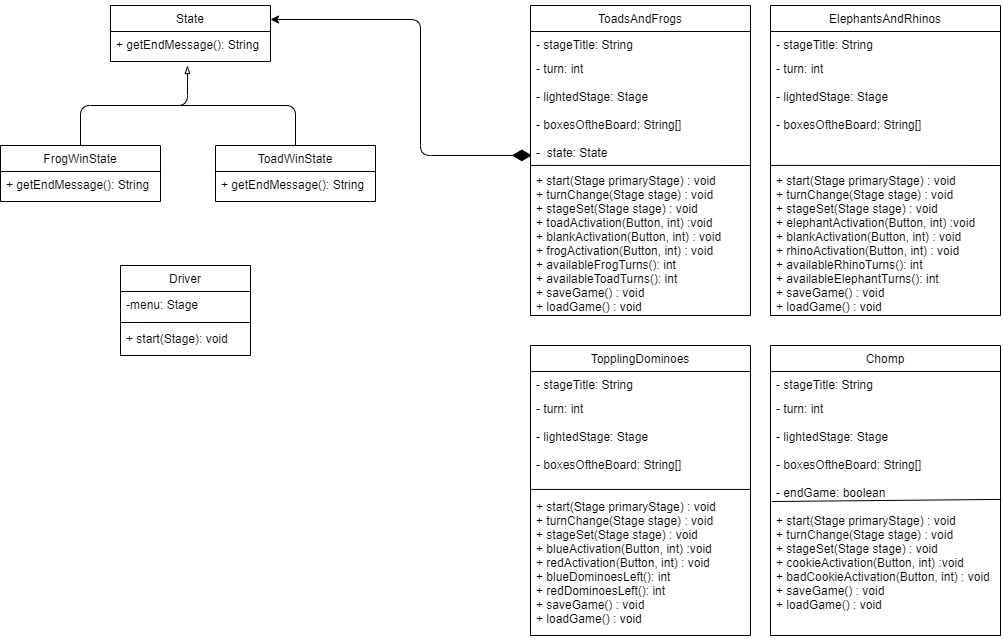 State
+ getEndMessage(): String
FrogWinState
+ getEndMessage(): String
ToadWinState
+ getEndMessage(): String
Driver
-menu: Stage
+ start(Stage): void
ToadsAndFrogs
- stageTitle: String
- turn: int
- lightedStage: Stage
- boxesOftheBoard: String[]
-  state: State
+ start(Stage primaryStage) : void
+ turnChange(Stage stage) : void
+ stageSet(Stage stage) : void
+ toadActivation(Button, int) :void
+ blankActivation(Button, int) : void
+ frogActivation(Button, int) : void
+ availableFrogTurns(): int
+ availableToadTurns(): int
+ saveGame() : void
+ loadGame() : void
ElephantsAndRhinos
- stageTitle: String
- turn: int
- lightedStage: Stage
- boxesOftheBoard: String[]
+ start(Stage primaryStage) : void
+ turnChange(Stage stage) : void
+ stageSet(Stage stage) : void
+ elephantActivation(Button, int) :void
+ blankActivation(Button, int) : void
+ rhinoActivation(Button, int) : void
+ availableRhinoTurns(): int
+ availableElephantTurns(): int
+ saveGame() : void
+ loadGame() : void
TopplingDominoes
- stageTitle: String
- turn: int
- lightedStage: Stage
- boxesOftheBoard: String[]
+ start(Stage primaryStage) : void
+ turnChange(Stage stage) : void
+ stageSet(Stage stage) : void
+ blueActivation(Button, int) :void
+ redActivation(Button, int) : void
+ blueDominoesLeft(): int
+ redDominoesLeft(): int
+ saveGame() : void
+ loadGame() : void
Chomp
- stageTitle: String
- turn: int
- lightedStage: Stage
- boxesOftheBoard: String[]
- endGame: boolean
+ start(Stage primaryStage) : void
+ turnChange(Stage stage) : void
+ stageSet(Stage stage) : void
+ cookieActivation(Button, int) :void
+ badCookieActivation(Button, int) : void
+ saveGame() : void
+ loadGame() : void